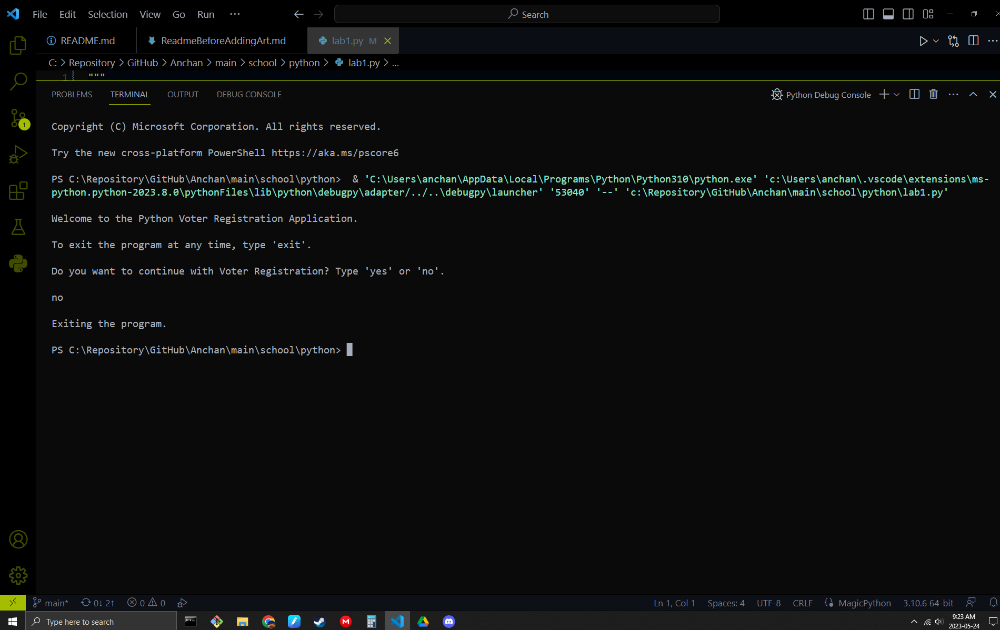 File Edit Selection View Go Run ···
Search
README.md ReadmeBeforeAddingArt.md lab1.py M
C: > Repository > GitHub > Anchan > main > school > python > lab1.py > ...
1 """
PROBLEMS TERMINAL OUTPUT DEBUG CONSOLE Python Debug Console
Copyright (C) Microsoft Corporation. All rights reserved.
Try the new cross-platform PowerShell https://aka.ms/pscore6
PS C:\Repository\GitHub\Anchan\main\school\python>  & 'C:\Users\anchan\AppData\Local\Programs\Python\Python310\python.exe' 'c:\Users\anchan\.vscode\extensions\ms-
python.python-2023.8.0\pythonFiles\lib\python\debugpy\adapter/../..\debugpy\launcher' '53040' '--' 'c:\Repository\GitHub\Anchan\main\school\python\lab1.py'
Welcome to the Python Voter Registration Application.
To exit the program at any time, type 'exit'.
Do you want to continue with Voter Registration? Type 'yes' or 'no'.
no
Exiting the program.
PS C:\Repository\GitHub\Anchan\main\school\python>
1
main* 0↓ 2↑ 0 0 Ln 1, Col 1 Spaces: 4 UTF-8 CRLF MagicPython 3.10.6 64-bit
Type here to search
9:23 AM
2023-05-24